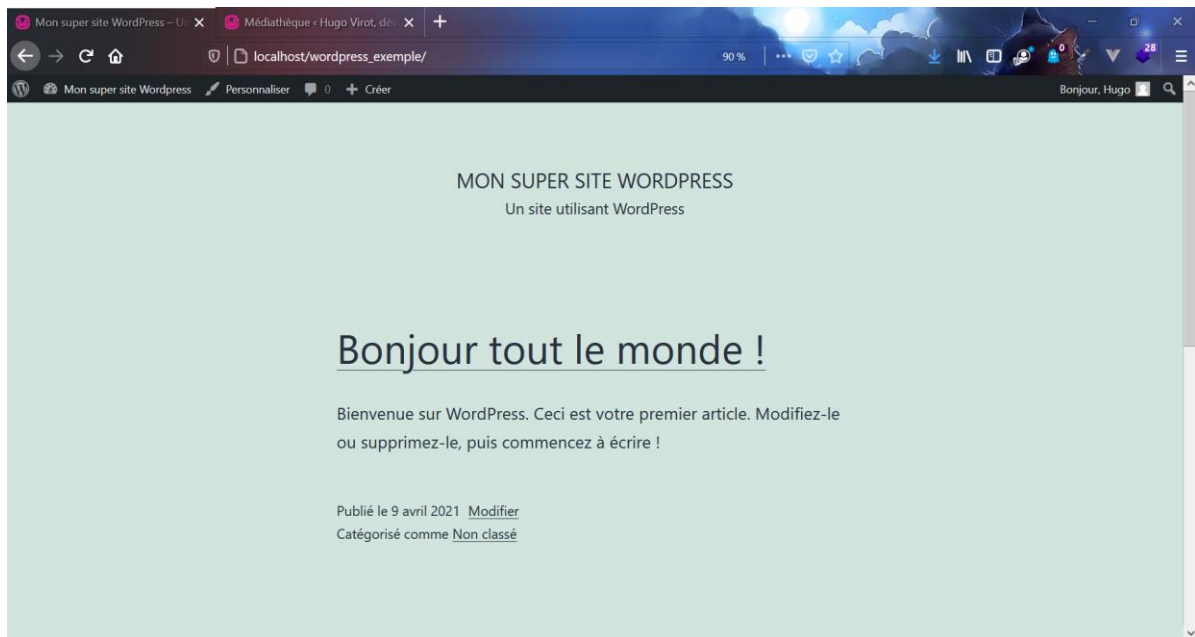 Mon super site WordPress – Un
Médiathèque ‹ Hugo Virot, dév
localhost/wordpress_exemple/
90 %
0
28
Mon super site Wordpress
Personnaliser
0
Créer
Bonjour, Hugo
MON SUPER SITE WORDPRESS
Un site utilisant WordPress
Bonjour tout le monde !
Bienvenue sur WordPress. Ceci est votre premier article. Modifiez-le
ou supprimez-le, puis commencez à écrire !
Publié le 9 avril 2021 Modifier
Catégorisé comme Non classé